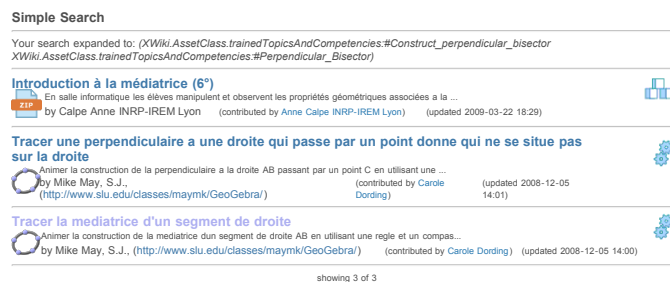 Simple Search
Your search expanded to: (XWiki.AssetClass.trainedTopicsAndCompetencies:#Construct_perpendicular_bisector
XWiki.AssetClass.trainedTopicsAndCompetencies:#Perpendicular_Bisector)
Introduction à la médiatrice (6°)
En salle informatique les élèves manipulent et observent les propriétés géométriques associées a la ...
ZIP
by Calpe Anne INRP-IREM Lyon (contributed by Anne Calpe INRP-IREM Lyon) (updated 2009-03-22 18:29)
Tracer une perpendiculaire a une droite qui passe par un point donne qui ne se situe pas
sur la droite
Animer la construction de la perpendiculaire a la droite AB passant par un point C en utilisant une ...
by Mike May, S.J., (contributed by Carole (updated 2008-12-05
(http://www.slu.edu/classes/maymk/GeoGebra/) Dording) 14:01)
Tracer la mediatrice d'un segment de droite
Animer la construction de la mediatrice dun segment de droite AB en utilisant une regle et un compas...
by Mike May, S.J., (http://www.slu.edu/classes/maymk/GeoGebra/) (contributed by Carole Dording) (updated 2008-12-05 14:00)
showing 3 of 3